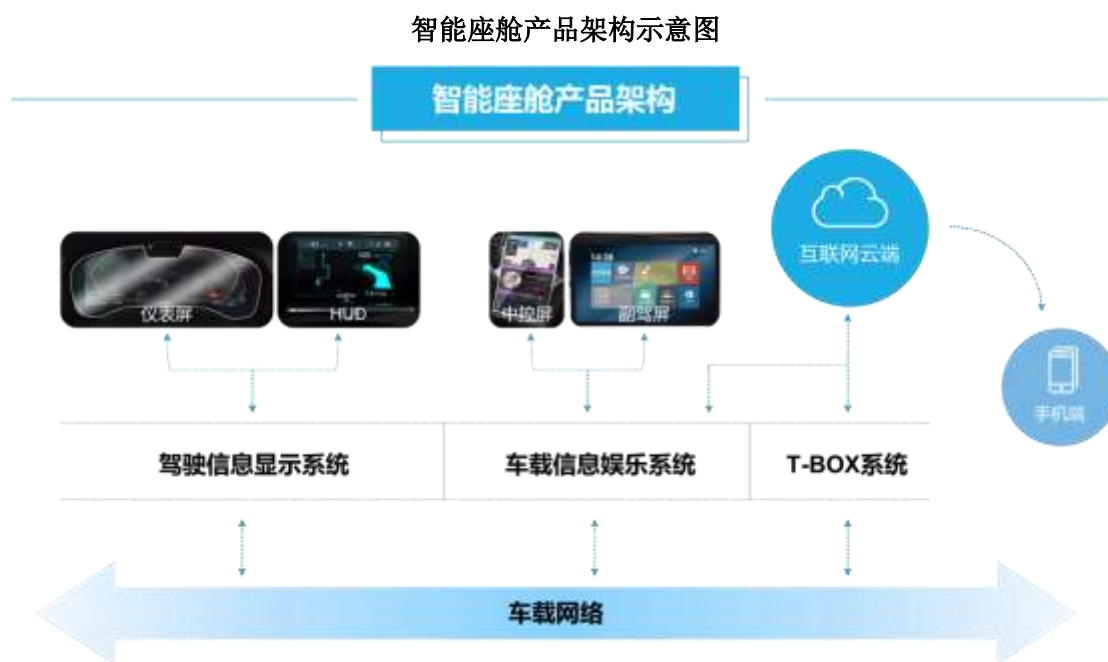 智能座舱产品架构示意图
智能座舱产品架构
互联网云端
仪表屏
HUD
中控屏
副驾屏
手机端
驾驶信息显示系统
车载信息娱乐系统
T-BOX系统
车载网络